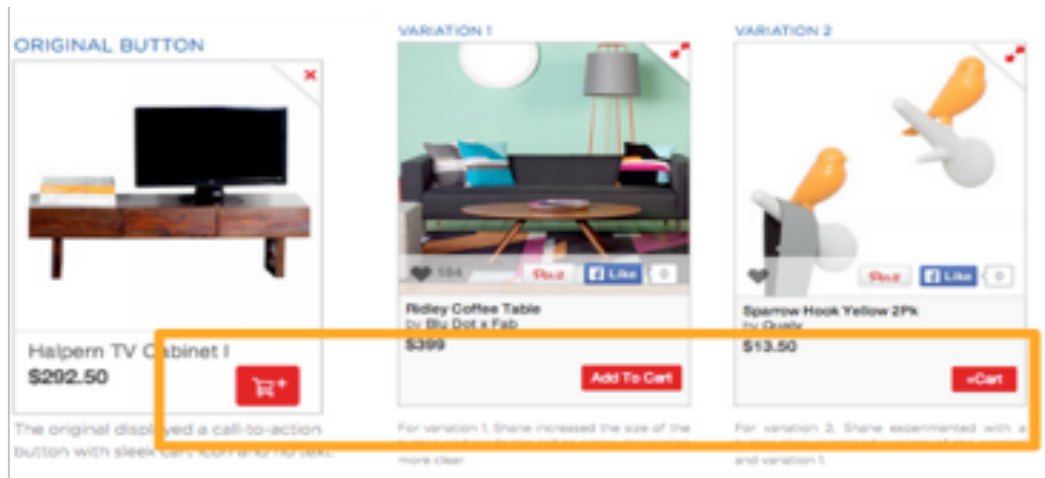 ORIGINAL BUTTON
Halpern TV Cabinet I
$292.50
The original displayed a call-to-action
button with sleek cart icon and no text.
VARIATION 1
184
Pin it
Like
0
Ridley Coffee Table
by Blu Dot x Fab
$399
Add To Cart
For variation 1, Shane increased the size of the
more clear.
VARIATION 2
Pin it
Like
0
Sparrow Hook Yellow 2Pk
by Qualy
$13.50
+Cart
For variation 2, Shane experimented with a
and variation 1.